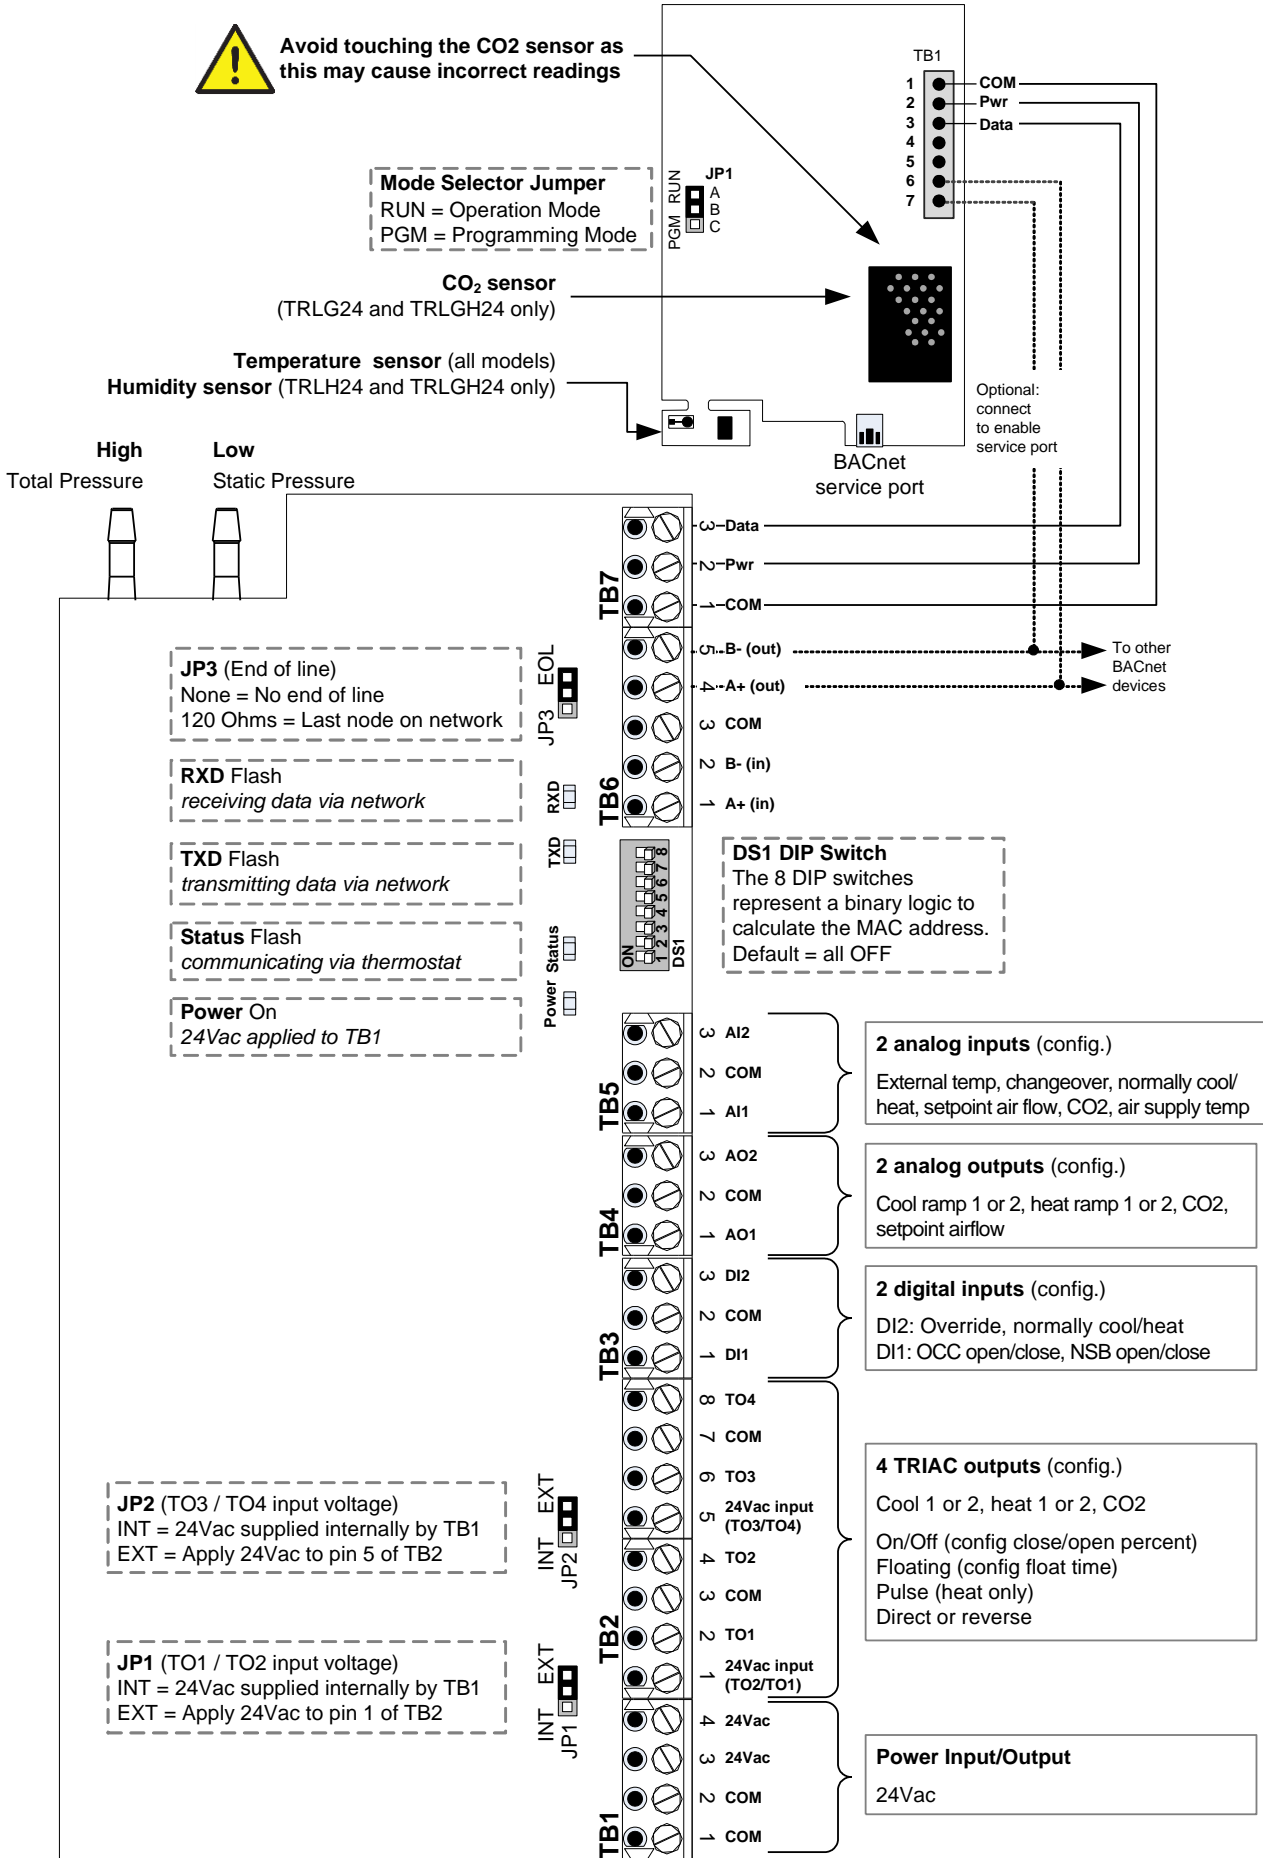 Avoid touching the CO2 sensor as
this may cause incorrect readings
TB1
1 COM
2 Pwr
3 Data
4
5
6
7
Mode Selector Jumper
RUN = Operation Mode
PGM = Programming Mode
PGM RUN
JP1
A
B
C
CO2 sensor
(TRLG24 and TRLGH24 only)
Temperature sensor (all models)
Humidity sensor (TRLH24 and TRLGH24 only)
Optional:
connect
to enable
service port
BACnet
service port
High
Total Pressure
Low
Static Pressure
TB7
3 Data
2 Pwr
1 COM
TB6
5 B- (out)
4 A+ (out)
3 COM
2 B- (in)
1 A+ (in)
To other
BACnet
devices
JP3 (End of line)
None = No end of line
120 Ohms = Last node on network
JP3 EOL
RXD Flash
receiving data via network
RXD
TXD Flash
transmitting data via network
TXD
Status Flash
communicating via thermostat
Status
Power On
24Vac applied to TB1
Power
ON
1 2 3 4 5 6 7 8
DS1
DS1 DIP Switch
The 8 DIP switches
represent a binary logic to
calculate the MAC address.
Default = all OFF
TB5
3 AI2
2 COM
1 AI1
2 analog inputs (config.)
External temp, changeover, normally cool/
heat, setpoint air flow, CO2, air supply temp
TB4
3 AO2
2 COM
1 AO1
2 analog outputs (config.)
Cool ramp 1 or 2, heat ramp 1 or 2, CO2,
setpoint airflow
TB3
3 DI2
2 COM
1 DI1
2 digital inputs (config.)
DI2: Override, normally cool/heat
DI1: OCC open/close, NSB open/close
TB2
8 TO4
7 COM
6 TO3
5 24Vac input
(TO3/TO4)
4 TO2
3 COM
2 TO1
1 24Vac input
(TO2/TO1)
4 TRIAC outputs (config.)
Cool 1 or 2, heat 1 or 2, CO2
On/Off (config close/open percent)
Floating (config float time)
Pulse (heat only)
Direct or reverse
JP2 (TO3 / TO4 input voltage)
INT = 24Vac supplied internally by TB1
EXT = Apply 24Vac to pin 5 of TB2
INT EXT
JP2
JP1 (TO1 / TO2 input voltage)
INT = 24Vac supplied internally by TB1
EXT = Apply 24Vac to pin 1 of TB2
INT EXT
JP1
TB1
4 24Vac
3 24Vac
2 COM
1 COM
Power Input/Output
24Vac